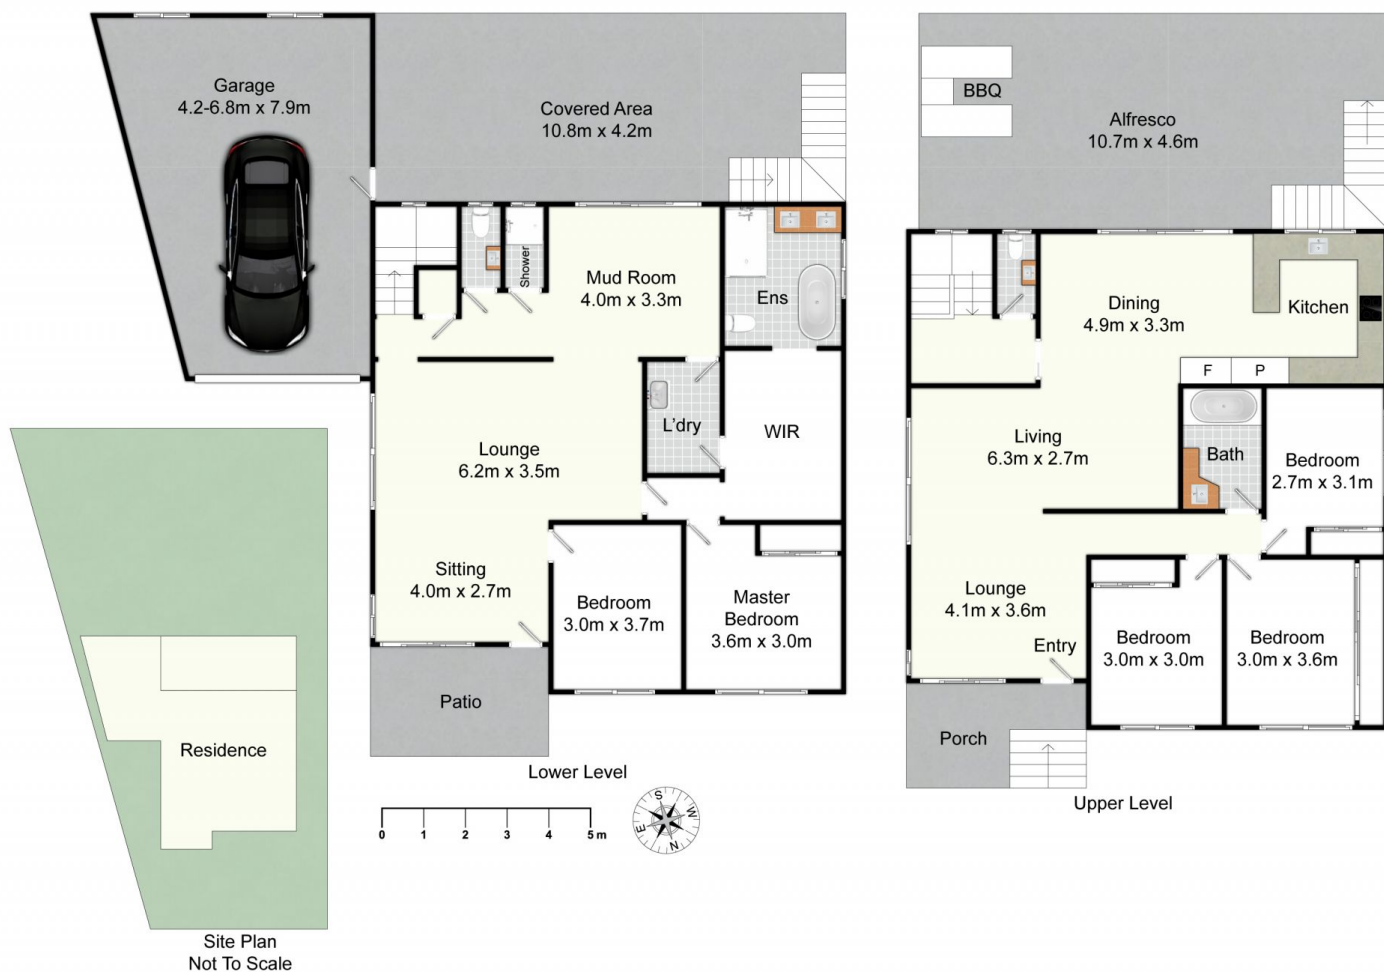 Garage
4.2-6.8m x 7.9m
Covered Area
10.8m x 4.2m
Shower
Mud Room
4.0m x 3.3m
Ens
Lounge
6.2m x 3.5m
L'dry
WIR
Sitting
4.0m x 2.7m
Bedroom
3.0m x 3.7m
Master
Bedroom
3.6m x 3.0m
Patio
Lower Level
0 1 2 3 4 5 m
S
W
E
N
Residence
Site Plan
Not To Scale
BBQ
Alfresco
10.7m x 4.6m
Dining
4.9m x 3.3m
Kitchen
F
P
Living
6.3m x 2.7m
Bath
Bedroom
2.7m x 3.1m
Lounge
4.1m x 3.6m
Entry
Bedroom
3.0m x 3.0m
Bedroom
3.0m x 3.6m
Porch
Upper Level